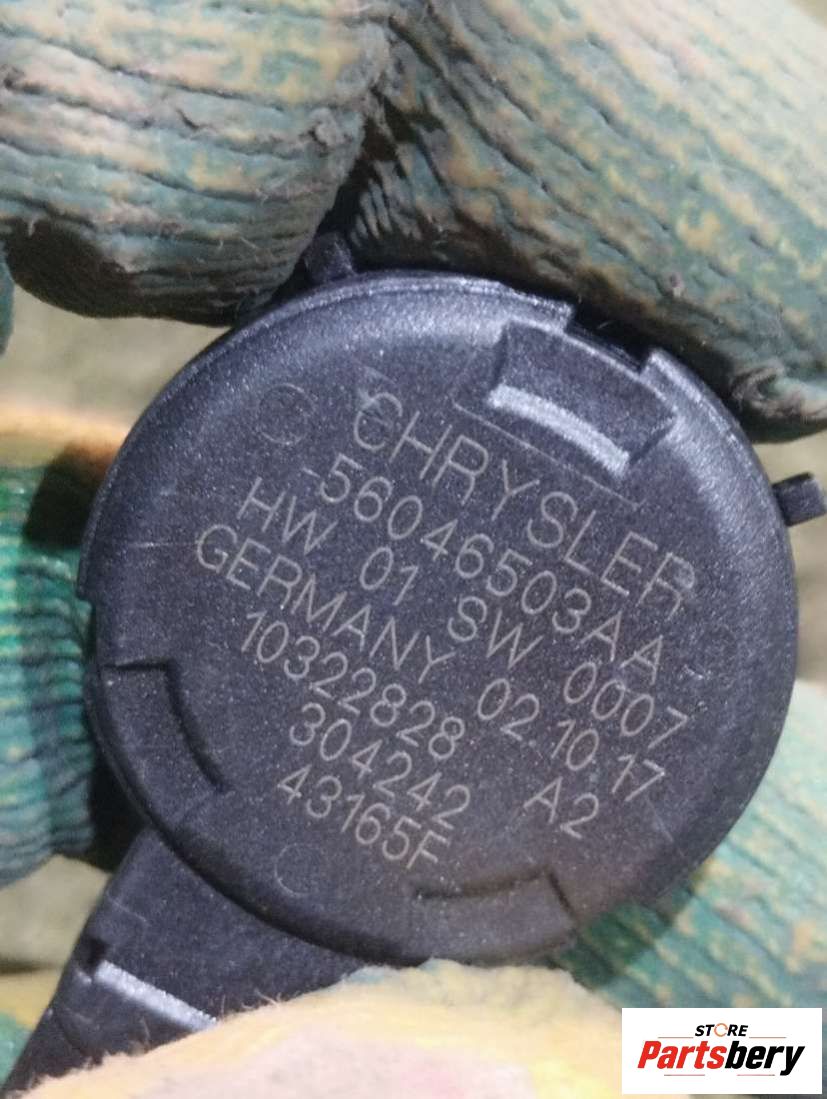 CHRYSLER
56046503AA
HW 01 SW 0007
GERMANY 02.10.17
10322828 A2
304242
43165F
STORE
Partsbery